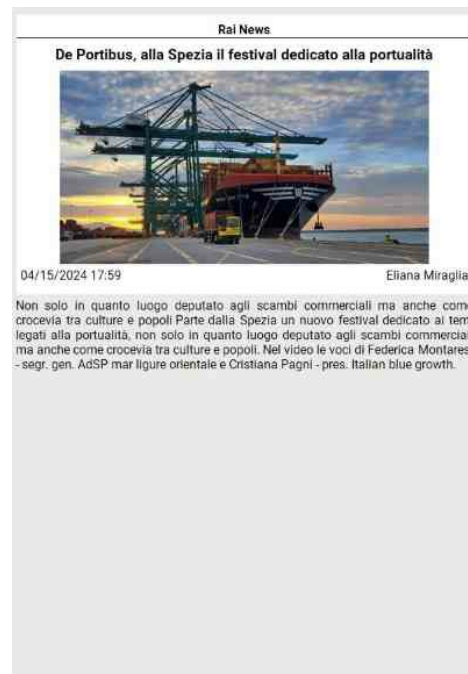 Rai News
De Portibus, alla Spezia il festival dedicato alla portualità
04/15/2024 17:59
Eliana Miraglia
Non solo in quanto luogo deputato agli scambi commerciali ma anche com
crocevia tra culture e popoli Parte dalla Spezia un nuovo festival dedicato ai tem
legati alla portualità, non solo in quanto luogo deputato agli scambi commercial
ma anche come crocevia tra culture e popoli. Nel video le voci di Federica Montares
- segr. gen. AdSP mar ligure orientale e Cristiana Pagni - pres. Italian blue growth.